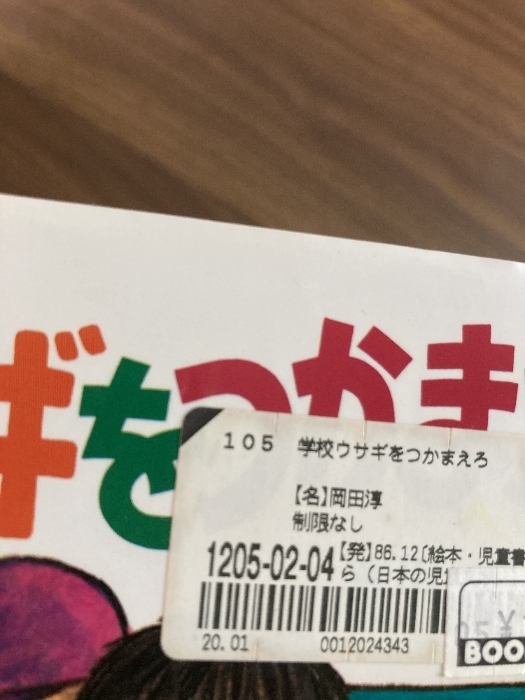 ギをつかま
105 学校ウサギをつかまえろ
【名】岡田淳
制限なし
1205-02-04
【発】86.12〔絵本・児童書
ら(日本の児
20.01 0012024343